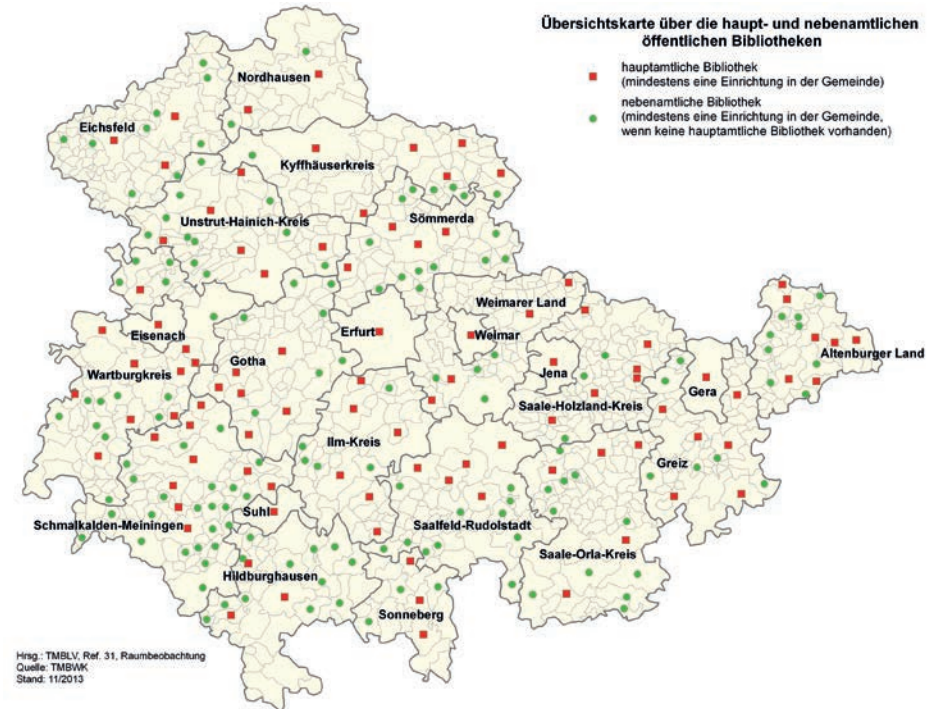 Übersichtskarte über die haupt- und nebenamtlichen
öffentlichen Bibliotheken
hauptamtliche Bibliothek
(mindestens eine Einrichtung in der Gemeinde)
nebenamtliche Bibliothek
(mindestens eine Einrichtung in der Gemeinde,
wenn keine hauptamtliche Bibliothek vorhanden)
Nordhausen
Eichsfeld
Kyffhäuserkreis
Unstrut-Hainich-Kreis
Sömmerda
Weimarer Land
Eisenach
Erfurt
Weimar
Altenburger Land
Gotha
Wartburgkreis
Jena
Gera
Saale-Holzland-Kreis
Ilm-Kreis
Greiz
Suhl
Schmalkalden-Meiningen
Saalfeld-Rudolstadt
Saale-Orla-Kreis
Hildburghausen
Sonneberg
Hrsg.: TMBLV, Ref. 31, Raumbeobachtung
Quelle: TMBWK
Stand: 11/2013